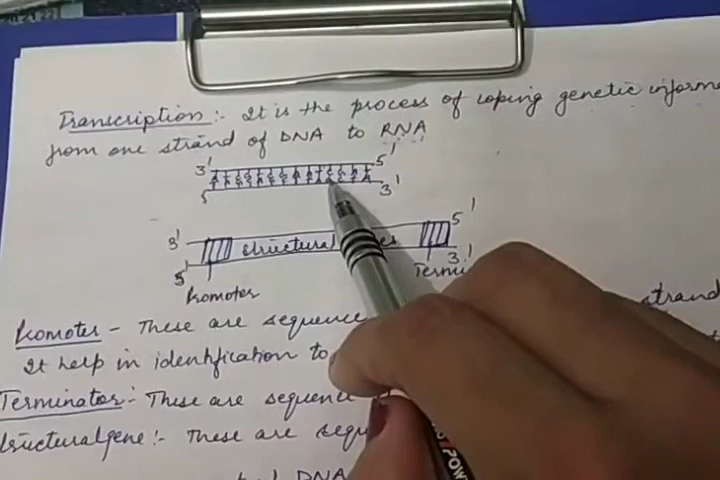 Transcription:- It is the process of coping genetic inform
from one strand of DNA to RNA
3' 5'
5 3'
3' structural 5'
5' 3'
Promoter Termi
Promoter - These are sequence strand
It help in identification to
Terminator:- These are sequence
structural gene:- These are sequ
DNA
POW